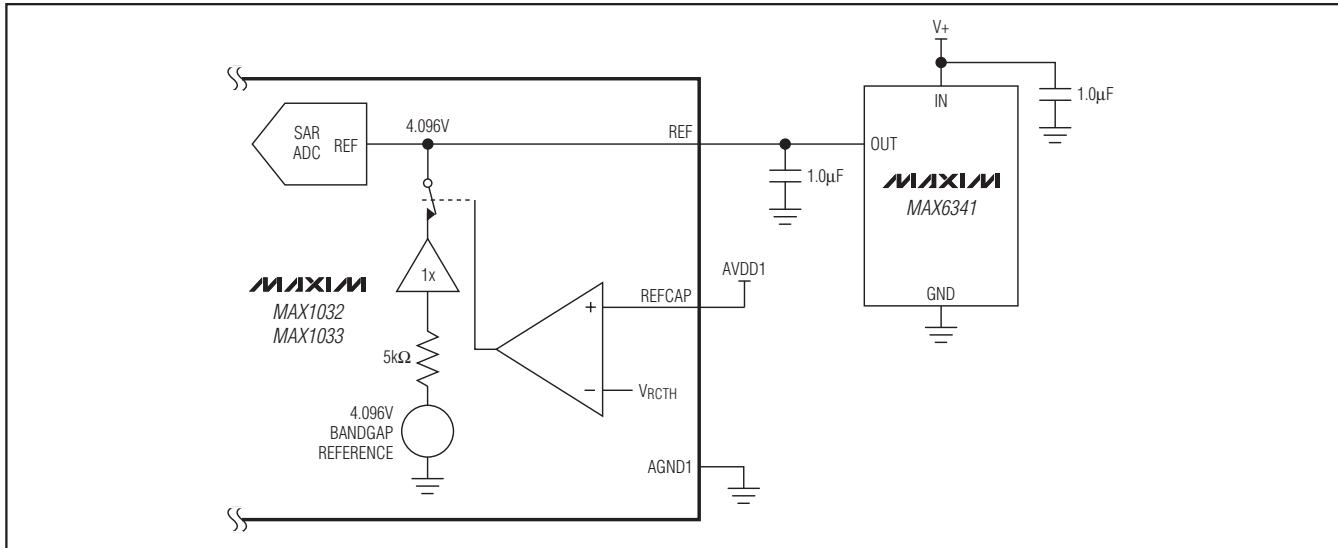 V+
IN
1.0µF
SAR
ADC
REF
4.096V
REF
OUT
1.0µF
MAXIM
MAX6341
GND
MAXIM
MAX1032
MAX1033
1x
5kΩ
4.096V
BANDGAP
REFERENCE
AVDD1
REFCAP
+
−
VRCTH
AGND1